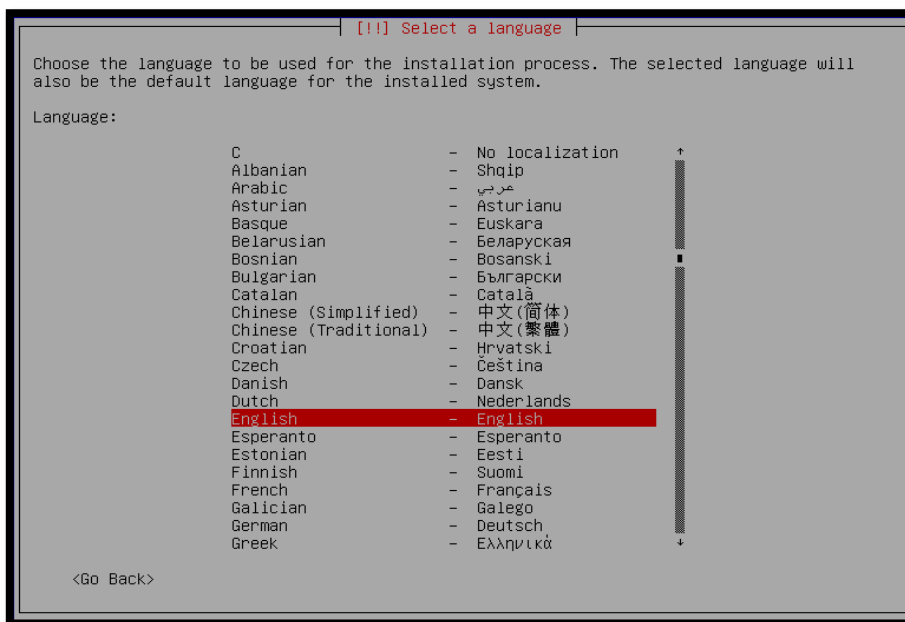 [!!] Select a language
Choose the language to be used for the installation process. The selected language will
also be the default language for the installed system.
Language:
C - No localization
Albanian - Shqip
Arabic - عربي
Asturian - Asturianu
Basque - Euskara
Belarusian - Беларуская
Bosnian - Bosanski
Bulgarian - Български
Catalan - Català
Chinese (Simplified) - 中文(简体)
Chinese (Traditional) - 中文(繁體)
Croatian - Hrvatski
Czech - Čeština
Danish - Dansk
Dutch - Nederlands
English - English
Esperanto - Esperanto
Estonian - Eesti
Finnish - Suomi
French - Français
Galician - Galego
German - Deutsch
Greek - Ελληνικά
<Go Back>